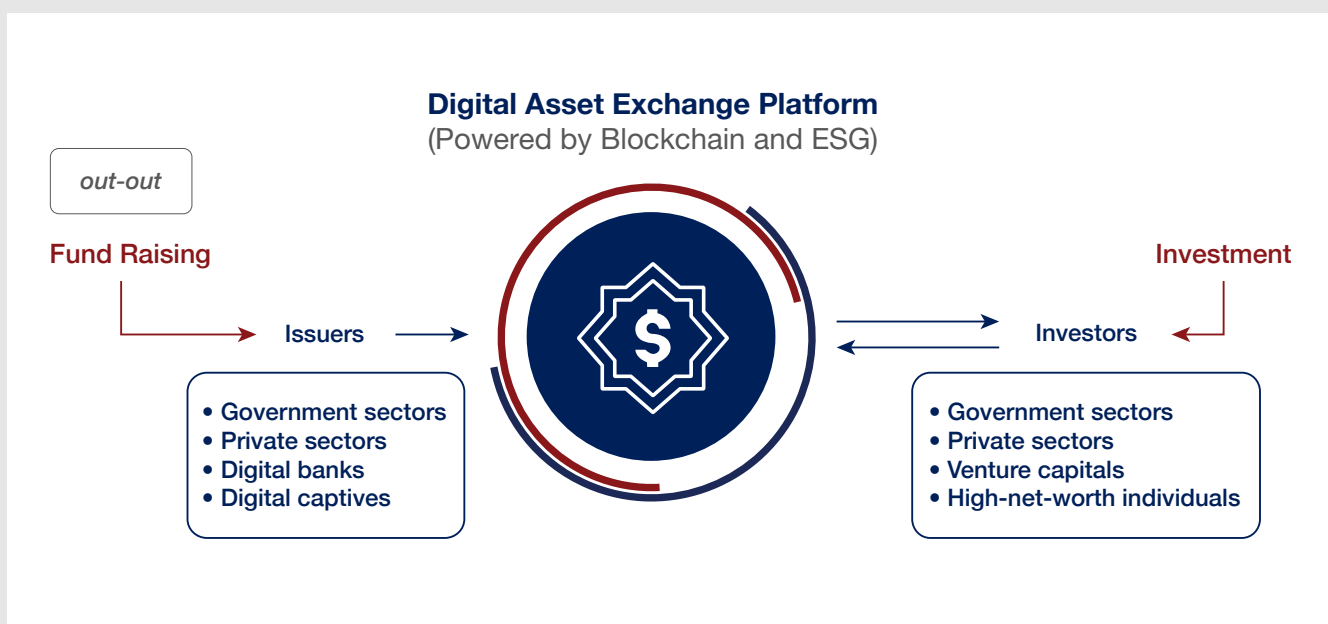 Digital Asset Exchange Platform
(Powered by Blockchain and ESG)
out-out
Fund Raising
Investment
Issuers
$
Investors
• Government sectors
• Private sectors
• Digital banks
• Digital captives
• Government sectors
• Private sectors
• Venture capitals
• High-net-worth individuals